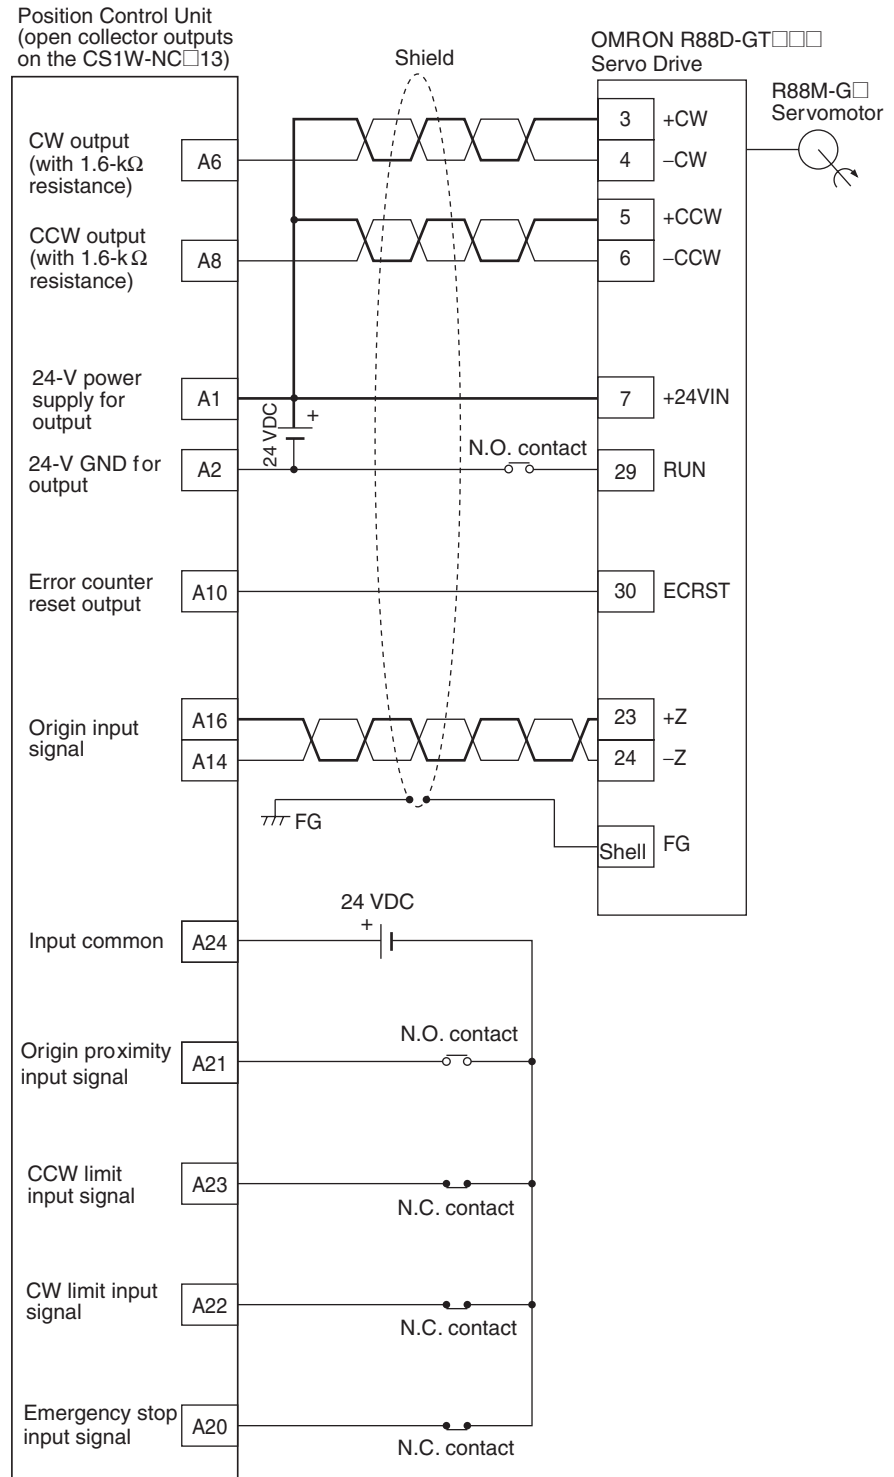 Position Control Unit
(open collector outputs
on the CS1W-NC□13)
Shield
OMRON R88D-GT□□□
Servo Drive
R88M-G□
Servomotor
CW output
(with 1.6-kΩ
resistance)
A6
3
+CW
4
−CW
CCW output
(with 1.6-kΩ
resistance)
A8
5
+CCW
6
−CCW
24-V power
supply for
output
A1
7
+24VIN
24 VDC
+
24-V GND for
output
A2
N.O. contact
29
RUN
Error counter
reset output
A10
30
ECRST
Origin input
signal
A16
A14
23
+Z
24
−Z
FG
Shell
FG
24 VDC
+
Input common
A24
N.O. contact
Origin proximity
input signal
A21
CCW limit
input signal
A23
N.C. contact
CW limit input
signal
A22
N.C. contact
Emergency stop
input signal
A20
N.C. contact